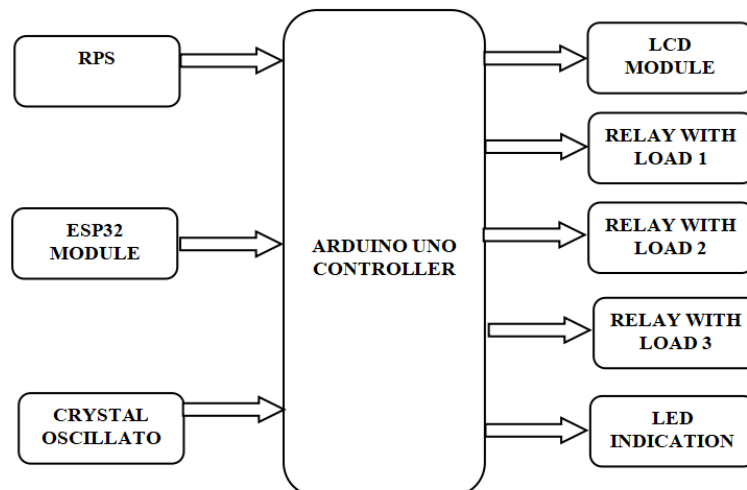 RPS
ESP32
MODULE
CRYSTAL
OSCILLATO
ARDUINO UNO
CONTROLLER
LCD
MODULE
RELAY WITH
LOAD 1
RELAY WITH
LOAD 2
RELAY WITH
LOAD 3
LED
INDICATION